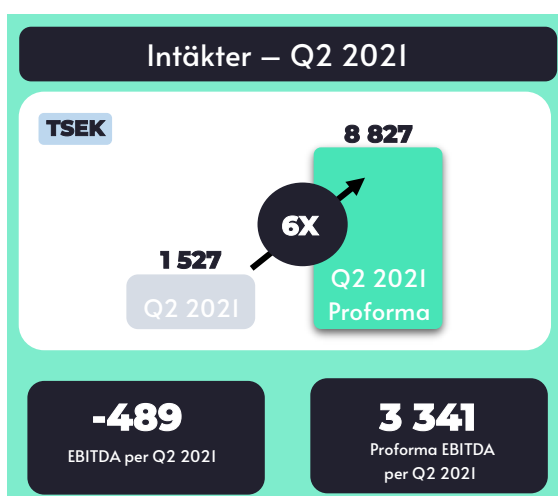 Intäkter – Q2 2021
TSEK
8 827
6X
1 527
Q2 2021
Q2 2021
Proforma
-489
EBITDA per Q2 2021
3 341
Proforma EBITDA
per Q2 2021